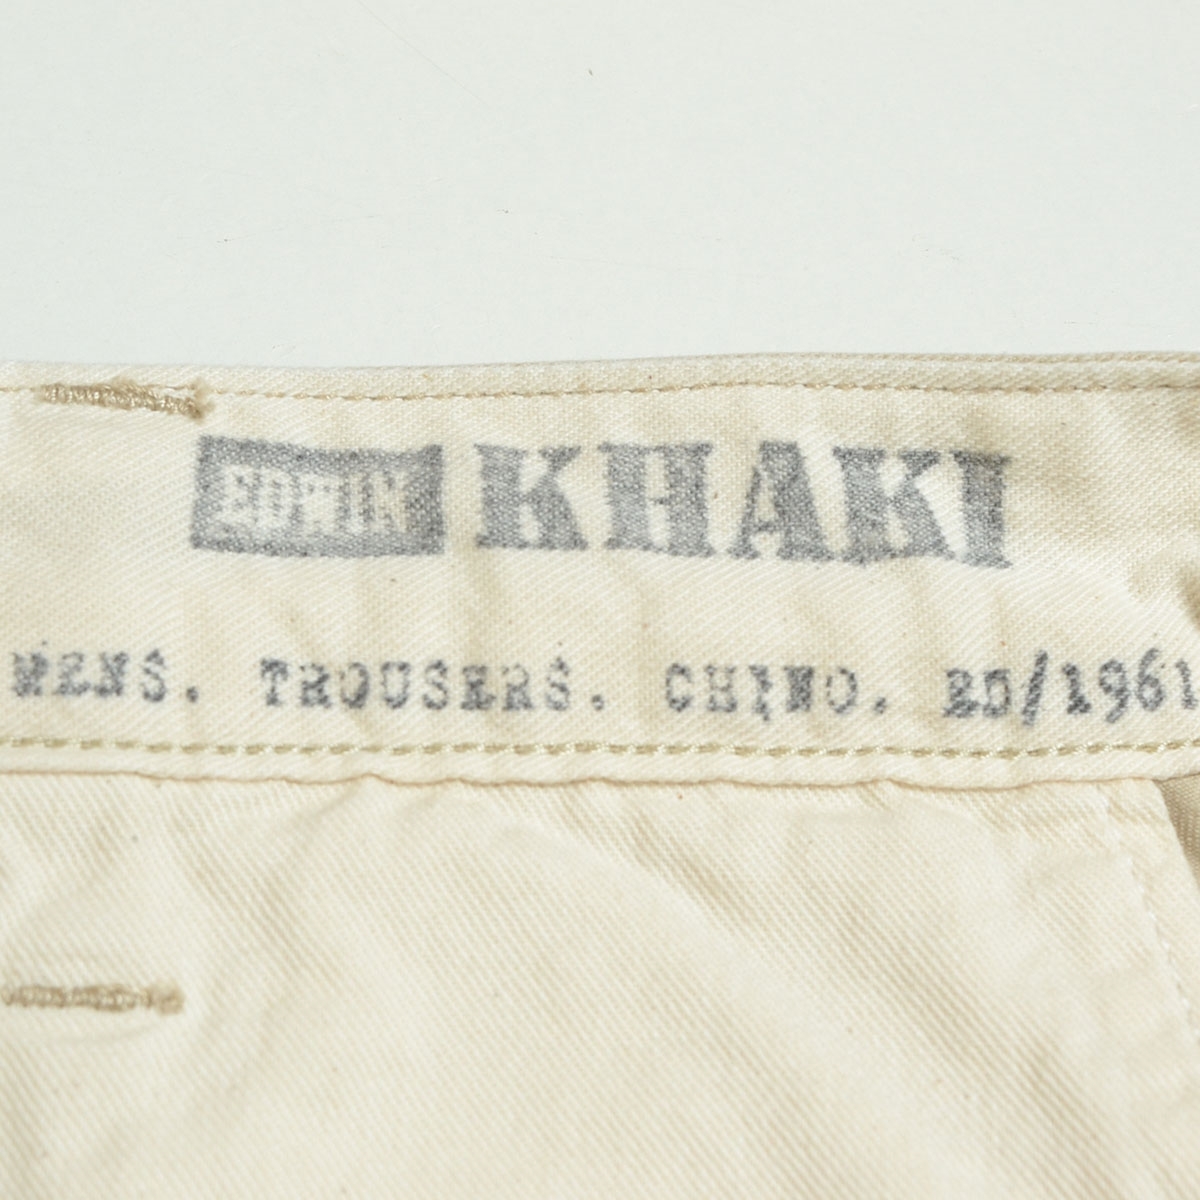 EDWIN KHAKI
MENS. TROUSERS. CHINO. ED/1961